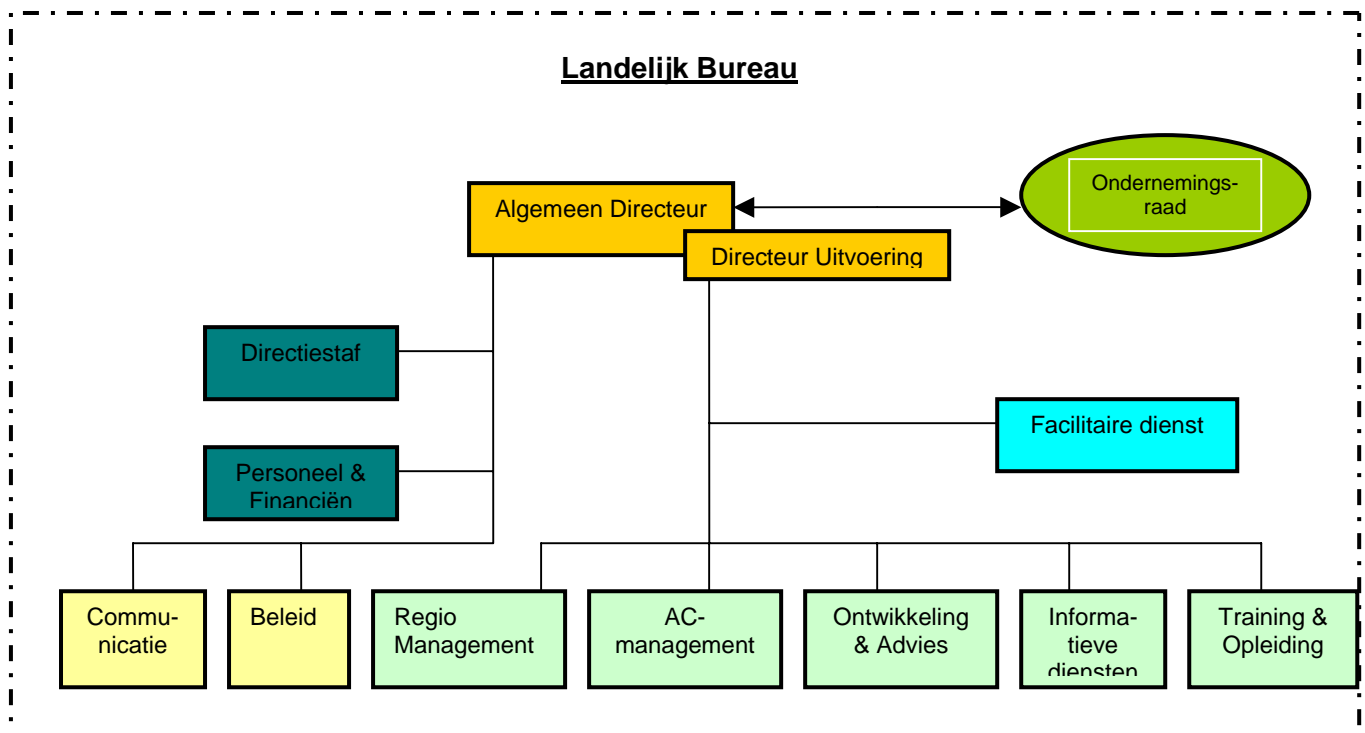 Landelijk Bureau
Ondernemings-
raad
Algemeen Directeur
Directeur Uitvoering
Directiestaf
Facilitaire dienst
Personeel &
Financiën
Commu-
nicatie
Beleid
Regio
Management
AC-
management
Ontwikkeling
& Advies
Informa-
tieve
diensten
Training &
Opleiding